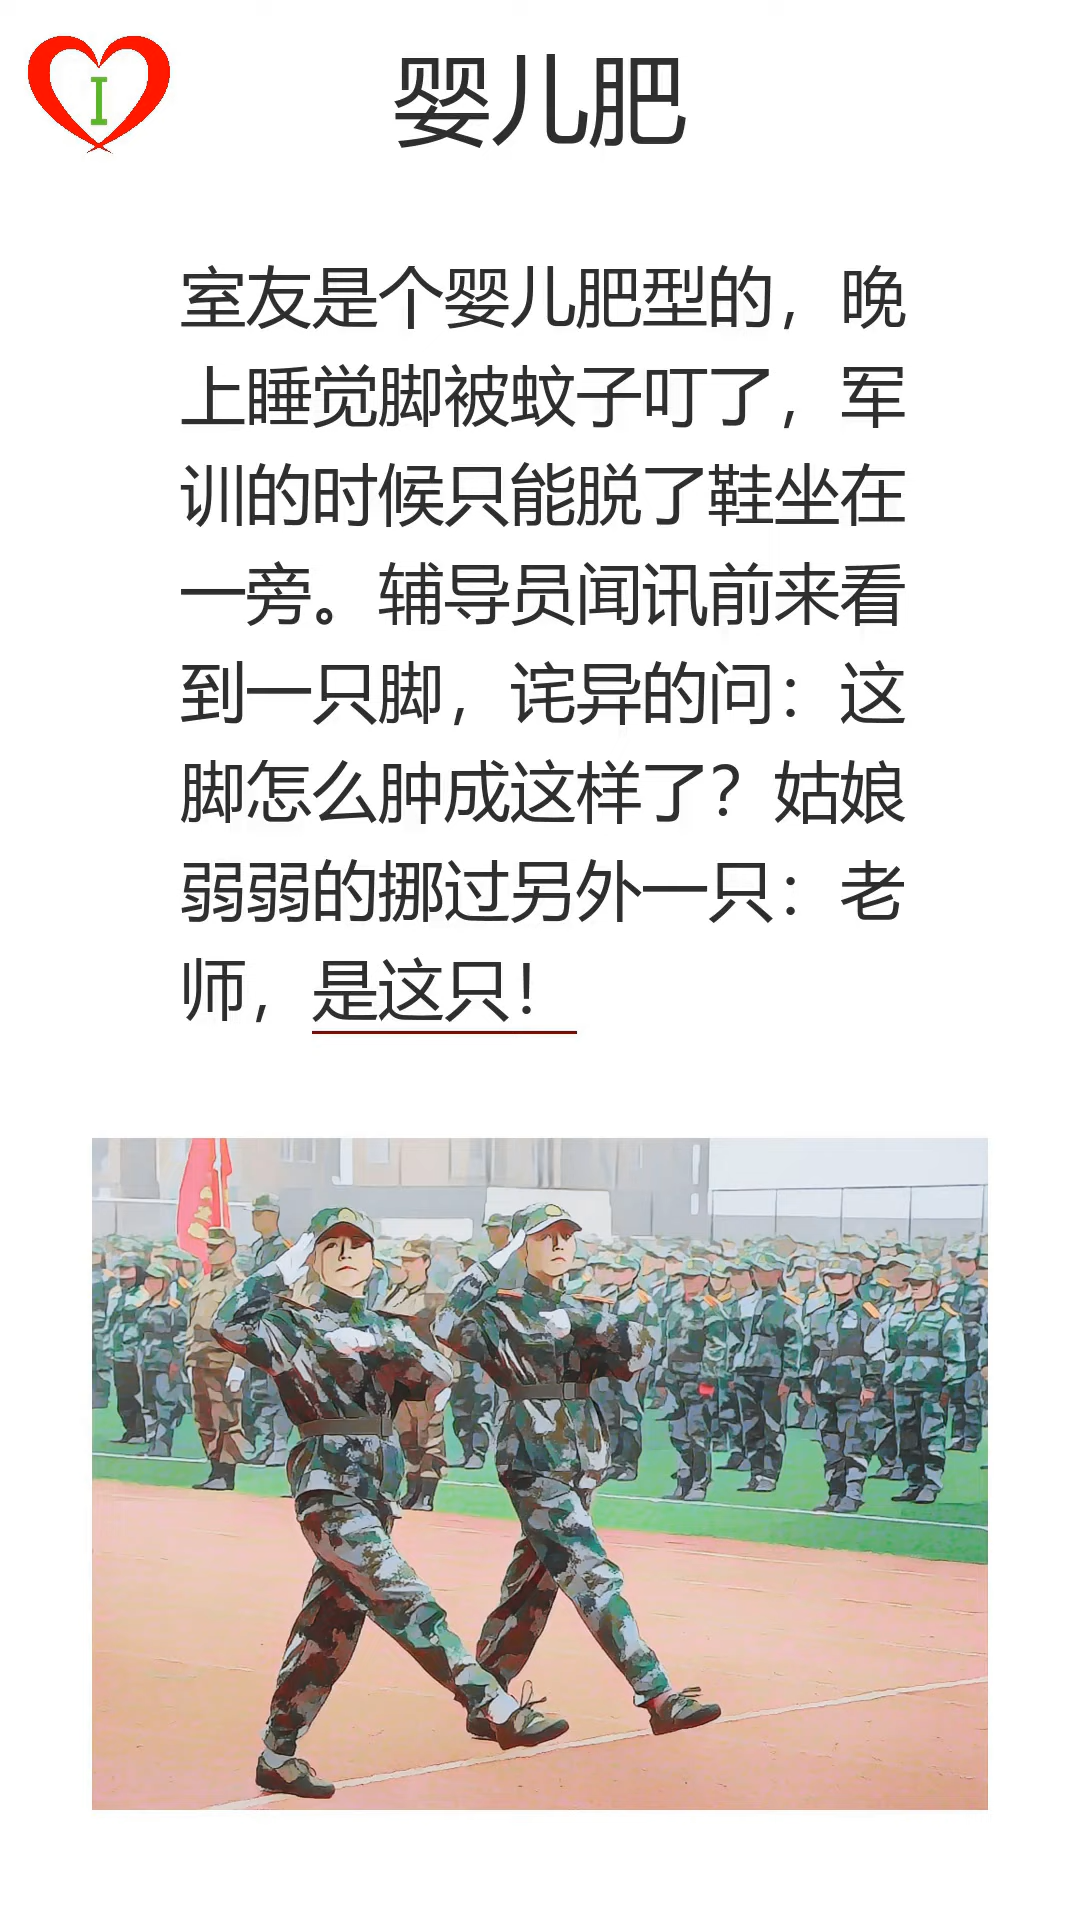 I
婴儿肥
室友是个婴儿肥型的，晚
上睡觉脚被蚊子叮了，军
训的时候只能脱了鞋坐在
一旁。辅导员闻讯前来看
到一只脚，诧异的问：这
脚怎么肿成这样了？姑娘
弱弱的挪过另外一只：老
师，是这只！